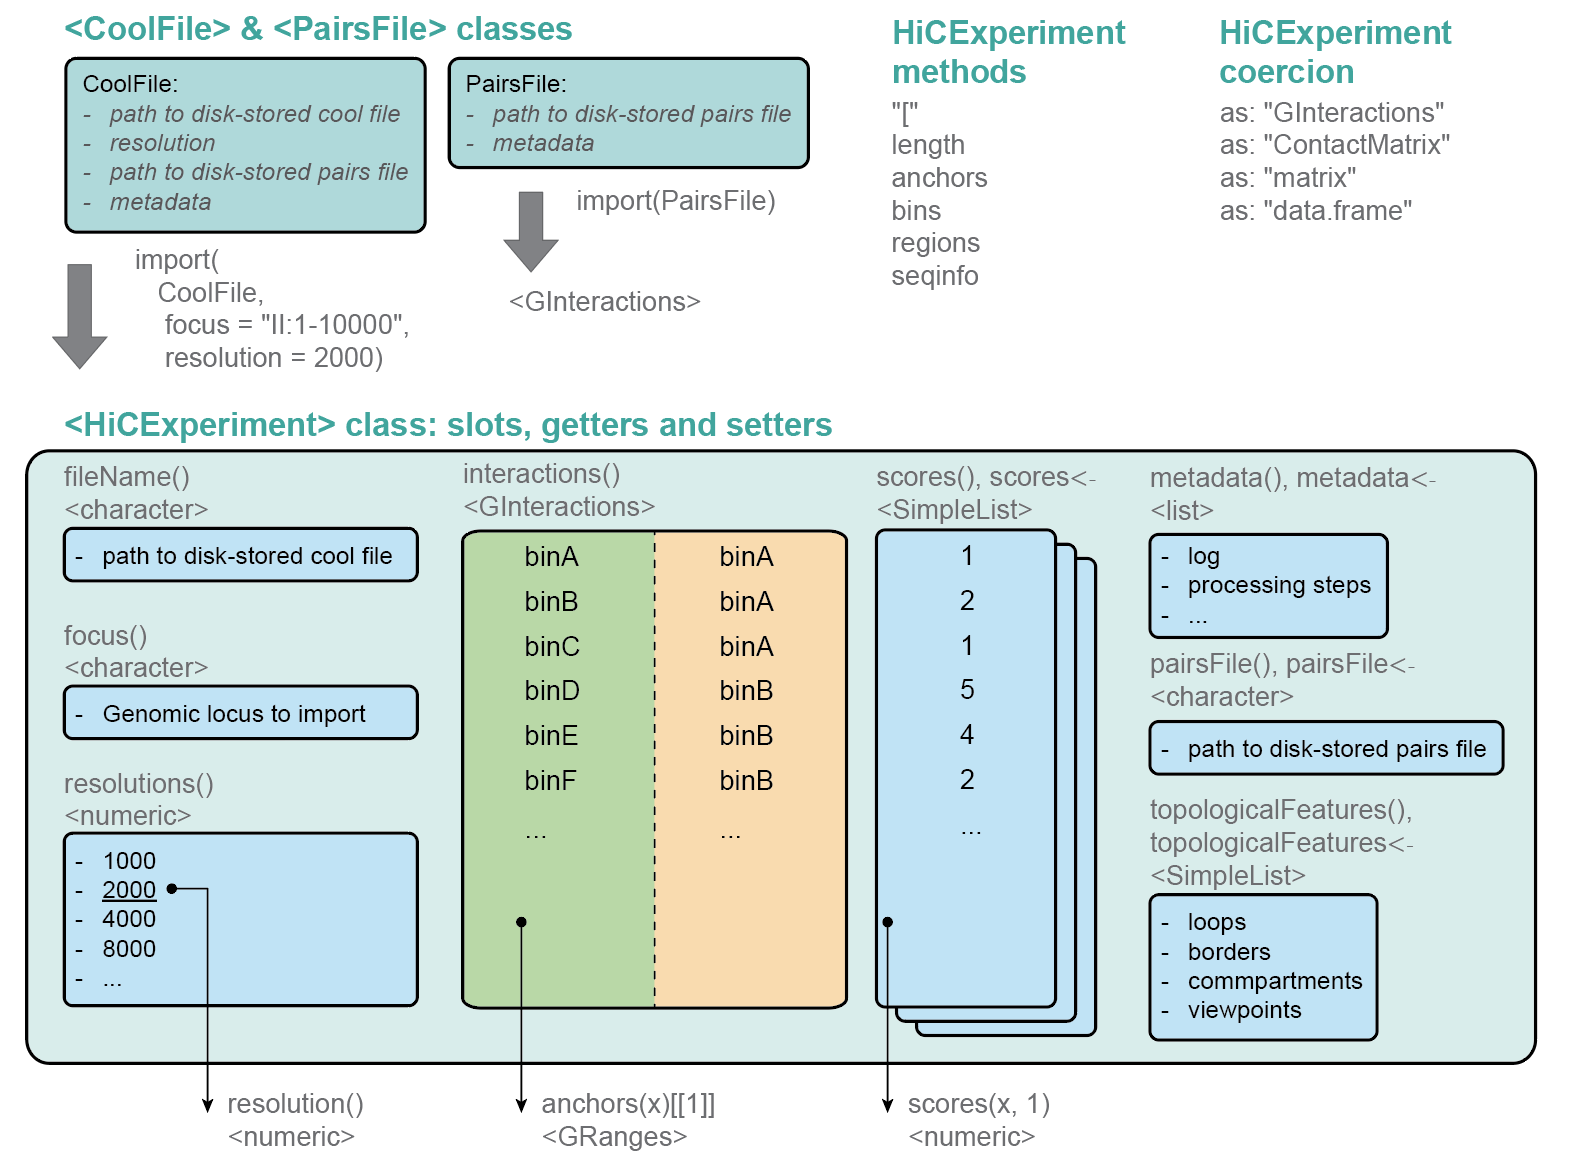 <CoolFile> & <PairsFile> classes
CoolFile:
- path to disk-stored cool file
- resolution
- path to disk-stored pairs file
- metadata
PairsFile:
- path to disk-stored pairs file
- metadata
import(
CoolFile,
focus = "II:1-10000",
resolution = 2000)
import(PairsFile)
<GInteractions>
HiCExperiment
methods
"["
length
anchors
bins
regions
seqinfo
HiCExperiment
coercion
as: "GInteractions"
as: "ContactMatrix"
as: "matrix"
as: "data.frame"
<HiCExperiment> class: slots, getters and setters
fileName()
<character>
- path to disk-stored cool file
focus()
<character>
- Genomic locus to import
resolutions()
<numeric>
- 1000
- 2000
- 4000
- 8000
- ...
resolution()
<numeric>
interactions()
<GInteractions>
binA binA
binB binA
binC binA
binD binB
binE binB
binF binB
... ...
anchors(x)[[1]]
<GRanges>
scores(), scores<-
<SimpleList>
1
2
1
5
4
2
...
scores(x, 1)
<numeric>
metadata(), metadata<-
<list>
- log
- processing steps
- ...
pairsFile(), pairsFile<-
<character>
- path to disk-stored pairs file
topologicalFeatures(),
topologicalFeatures<-
<SimpleList>
- loops
- borders
- commpartments
- viewpoints